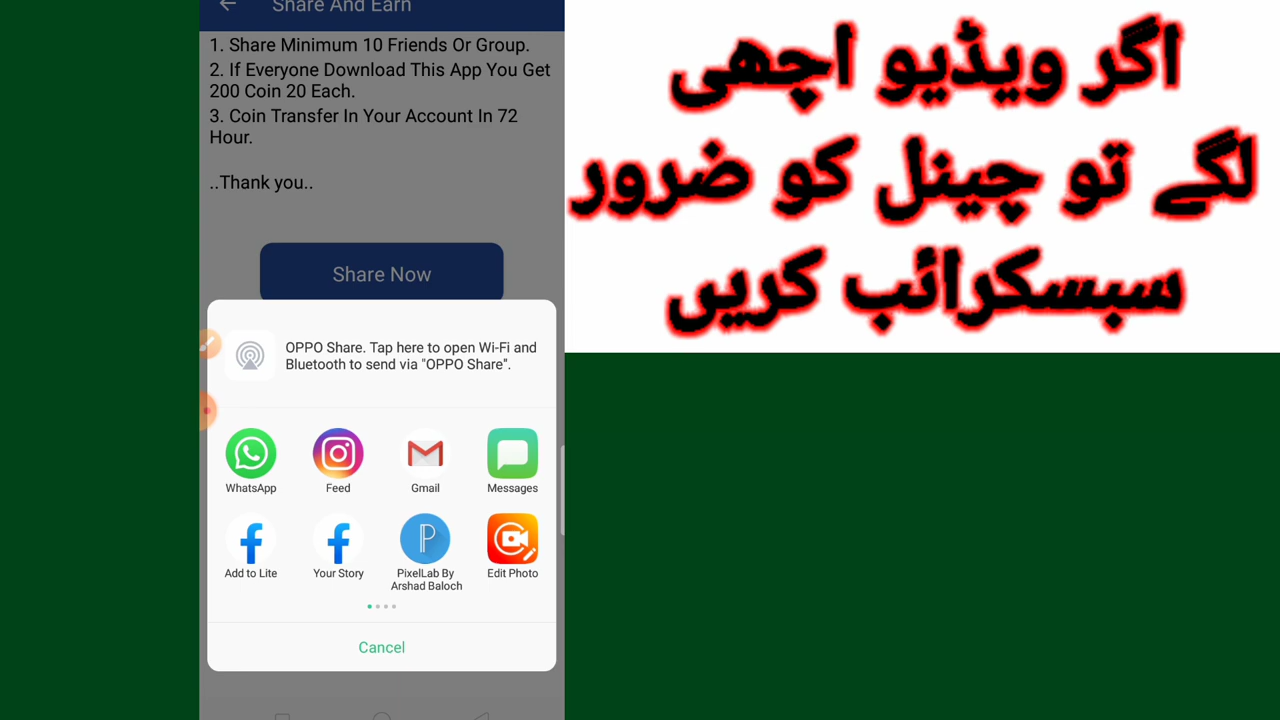 Share And Earn
1. Share Minimum 10 Friends Or Group.
2. If Everyone Download This App You Get
200 Coin 20 Each.
3. Coin Transfer In Your Account In 72
Hour.
..Thank you..
Share Now
OPPO Share. Tap here to open Wi-Fi and
Bluetooth to send via "OPPO Share".
WhatsApp
Feed
Gmail
Messages
Add to Lite
Your Story
PixelLab By
Arshad Baloch
Edit Photo
Cancel
اگر ویڈیو اچھی
لگے تو چینل کو ضرور
سبسکرائب کریں